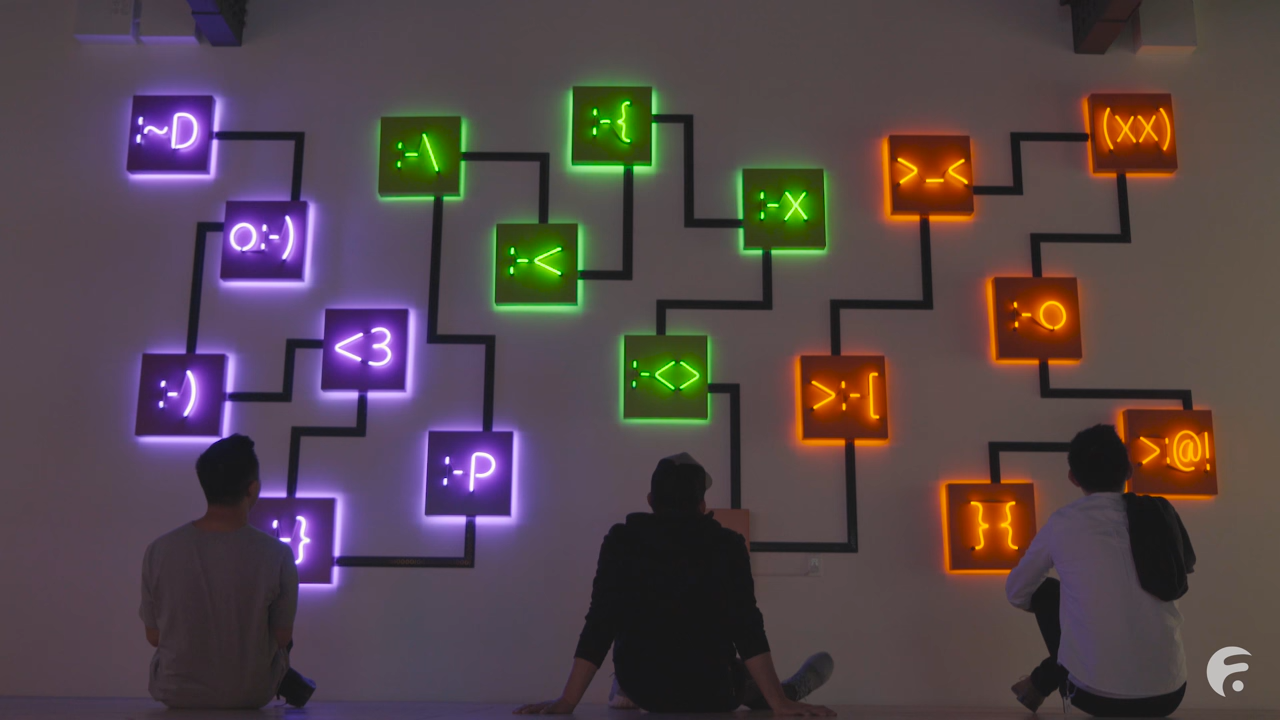 :~D
o:-)
:-)
<3
:-}
:-P
:-\
:-<
:-{
:-X
:-<>
>:-[
>_<
(xx)
:-O
>:@!
}{